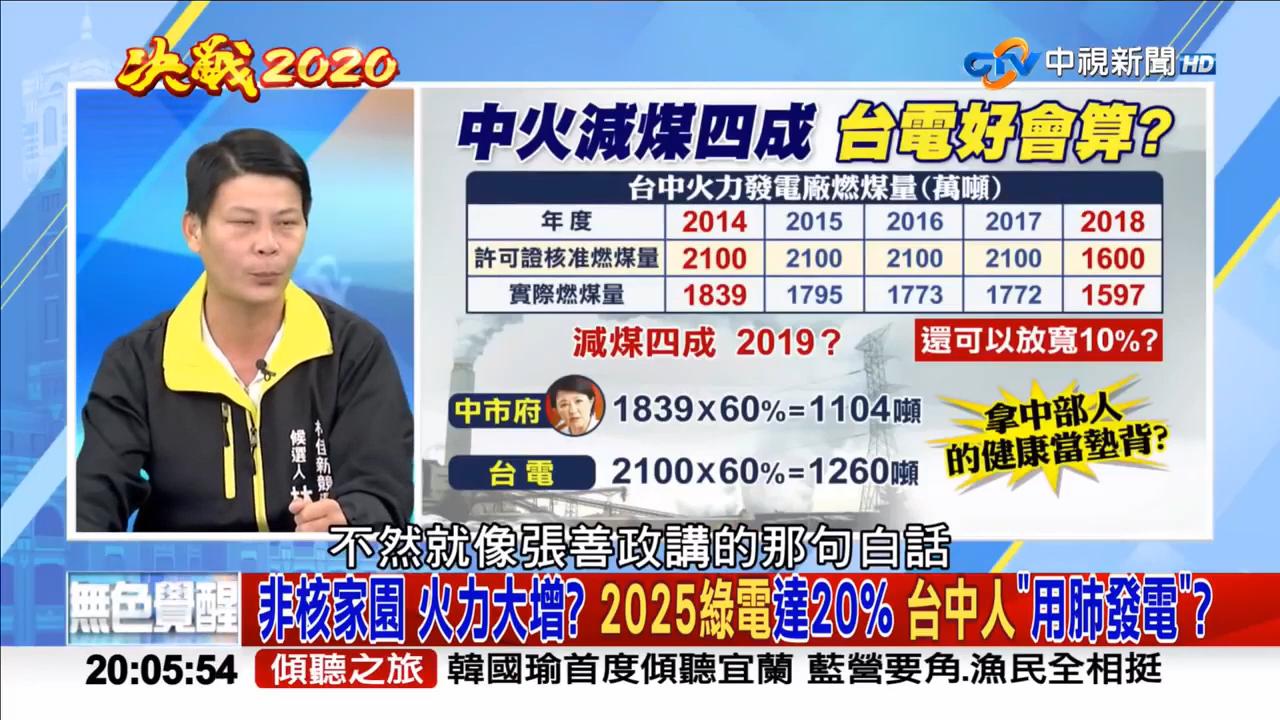 決戰2020
CTV 中視新聞 HD
中火減煤四成 台電好會算?
台中火力發電廠燃煤量(萬噸)
年度 2014 2015 2016 2017 2018
許可證核准燃煤量 2100 2100 2100 2100 1600
實際燃煤量 1839 1795 1773 1772 1597
減煤四成 2019?
還可以放寬10%?
中市府 1839X60%=1104噸
台電 2100X60%=1260噸
拿中部人
的健康當墊背?
林佳新競
候選人林
不然就像張善政講的那句白話
無色覺醒
非核家園 火力大增? 2025綠電達20% 台中人"用肺發電"?
20:05:54 傾聽之旅 韓國瑜首度傾聽宜蘭 藍營要角.漁民全相挺